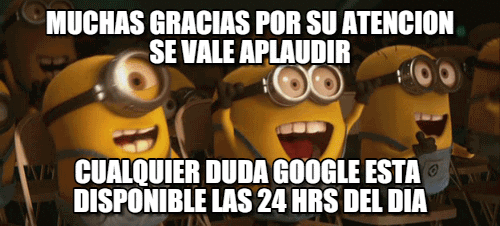 MUCHAS GRACIAS POR SU ATENCION
SE VALE APLAUDIR
CUALQUIER DUDA GOOGLE ESTA
DISPONIBLE LAS 24 HRS DEL DIA